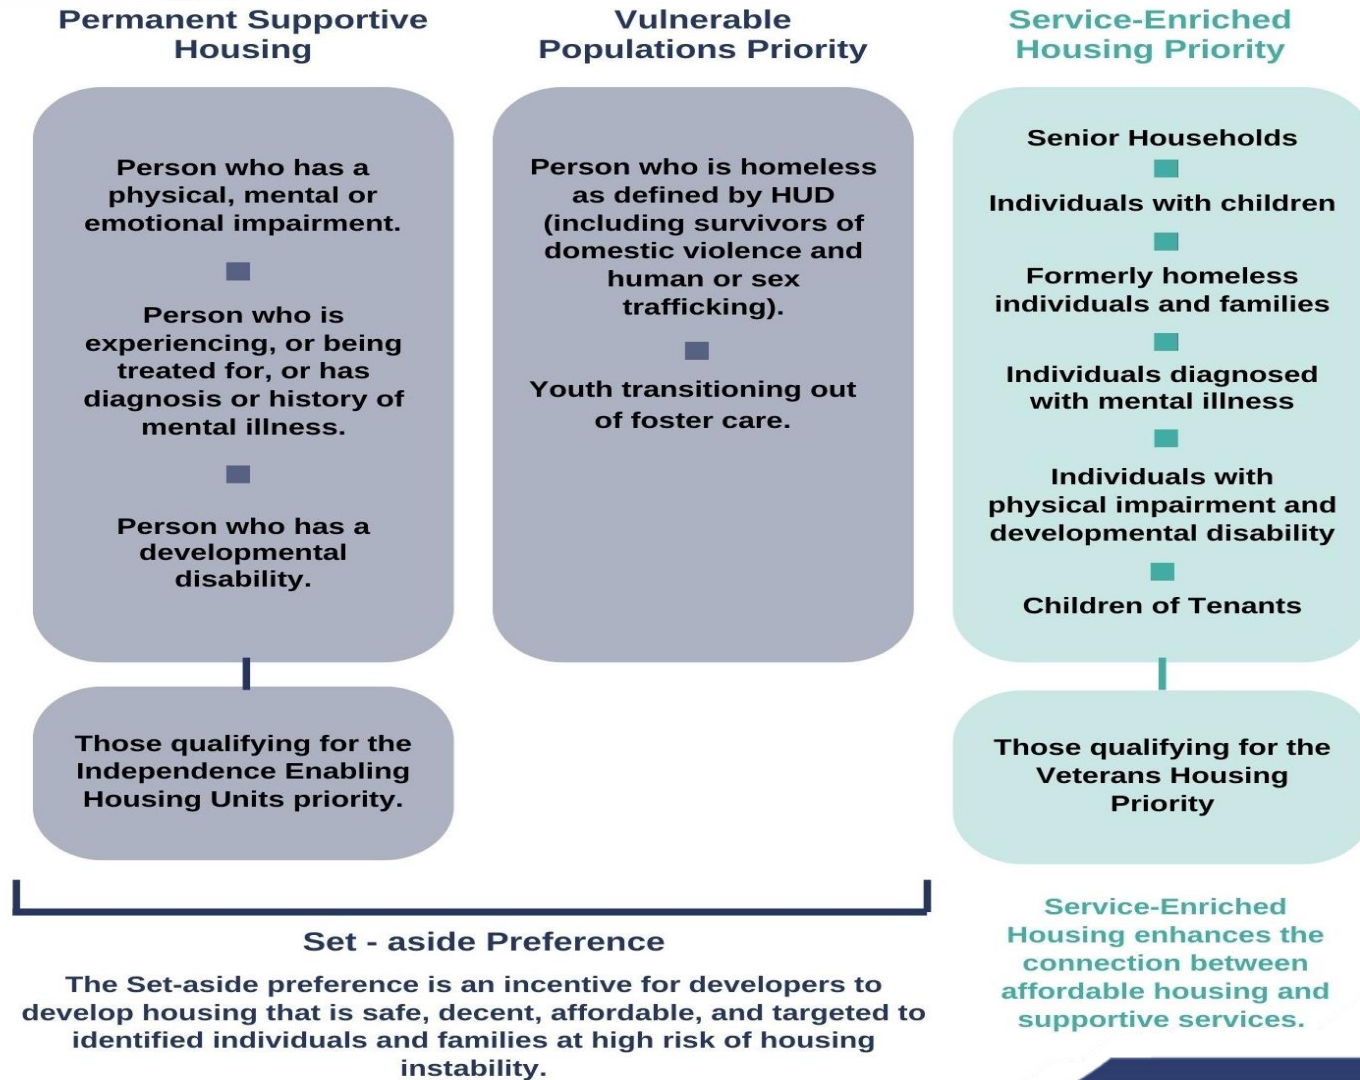 Permanent Supportive
Housing
Person who has a
physical, mental or
emotional impairment.
Person who is
experiencing, or being
treated for, or has
diagnosis or history of
mental illness.
Person who has a
developmental
disability.
Those qualifying for the
Independence Enabling
Housing Units priority.
Vulnerable
Populations Priority
Person who is homeless
as defined by HUD
(including survivors of
domestic violence and
human or sex
trafficking).
Youth transitioning out
of foster care.
Set - aside Preference
The Set-aside preference is an incentive for developers to
develop housing that is safe, decent, affordable, and targeted to
identified individuals and families at high risk of housing
instability.
Service-Enriched
Housing Priority
Senior Households
Individuals with children
Formerly homeless
individuals and families
Individuals diagnosed
with mental illness
Individuals with
physical impairment and
developmental disability
Children of Tenants
Those qualifying for the
Veterans Housing
Priority
Service-Enriched
Housing enhances the
connection between
affordable housing and
supportive services.